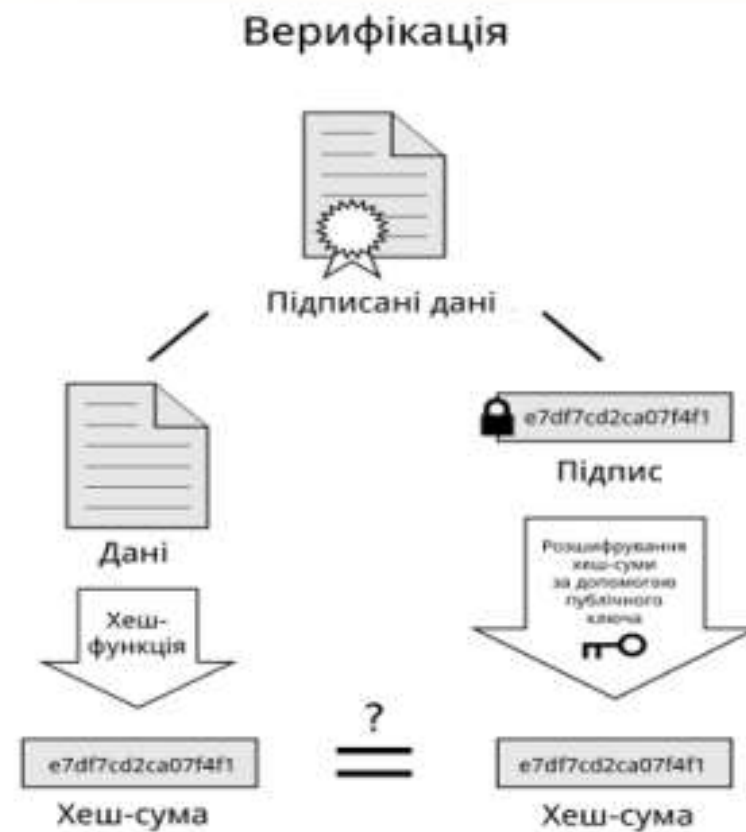 Верифікація
Підписані дані
Дані
Хеш-
функція
e7df7cd2ca07f4f1
Хеш-сума
?
e7df7cd2ca07f4f1
Підпис
Розшифрування
хеш-суми
за допомогою
публічного
ключа
e7df7cd2ca07f4f1
Хеш-сума